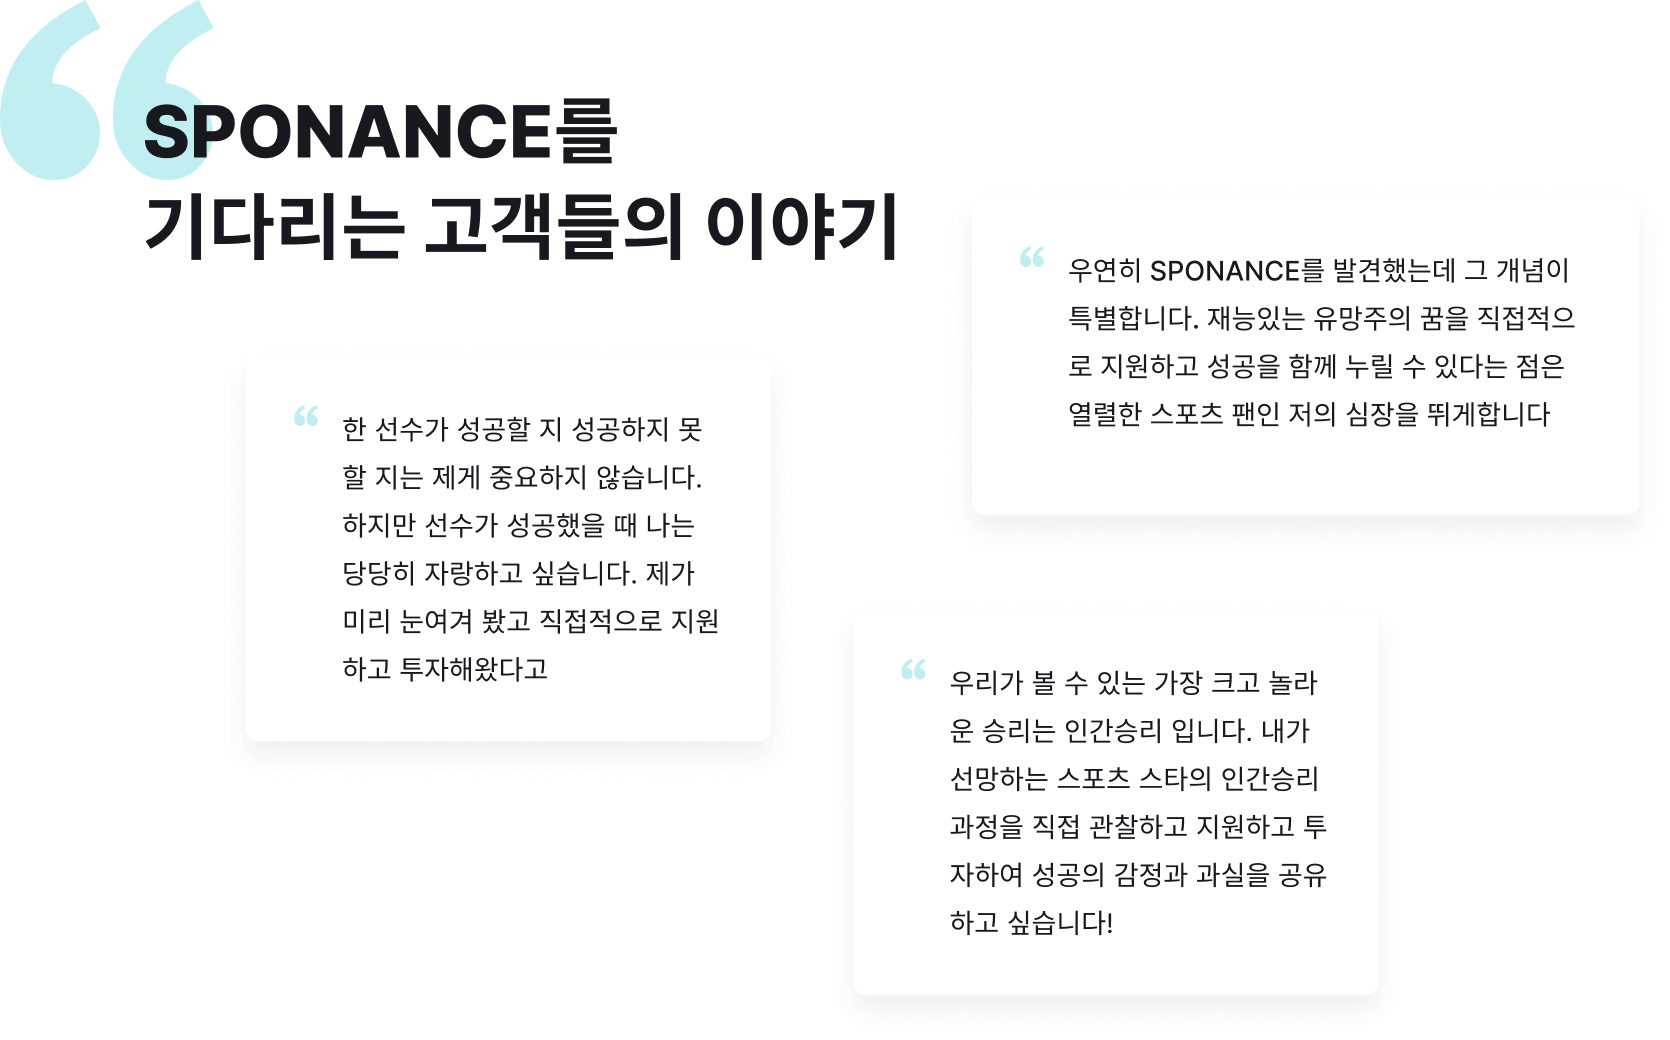 SPONANCE를
기다리는 고객들의 이야기
우연히 SPONANCE를 발견했는데 그 개념이
특별합니다. 재능있는 유망주의 꿈을 직접적으
로 지원하고 성공을 함께 누릴 수 있다는 점은
열렬한 스포츠 팬인 저의 심장을 뛰게합니다
한 선수가 성공할 지 성공하지 못
할 지는 제게 중요하지 않습니다.
하지만 선수가 성공했을 때 나는
당당히 자랑하고 싶습니다. 제가
미리 눈여겨 봤고 직접적으로 지원
하고 투자해왔다고
우리가 볼 수 있는 가장 크고 놀라
운 승리는 인간승리 입니다. 내가
선망하는 스포츠 스타의 인간승리
과정을 직접 관찰하고 지원하고 투
자하여 성공의 감정과 과실을 공유
하고 싶습니다!